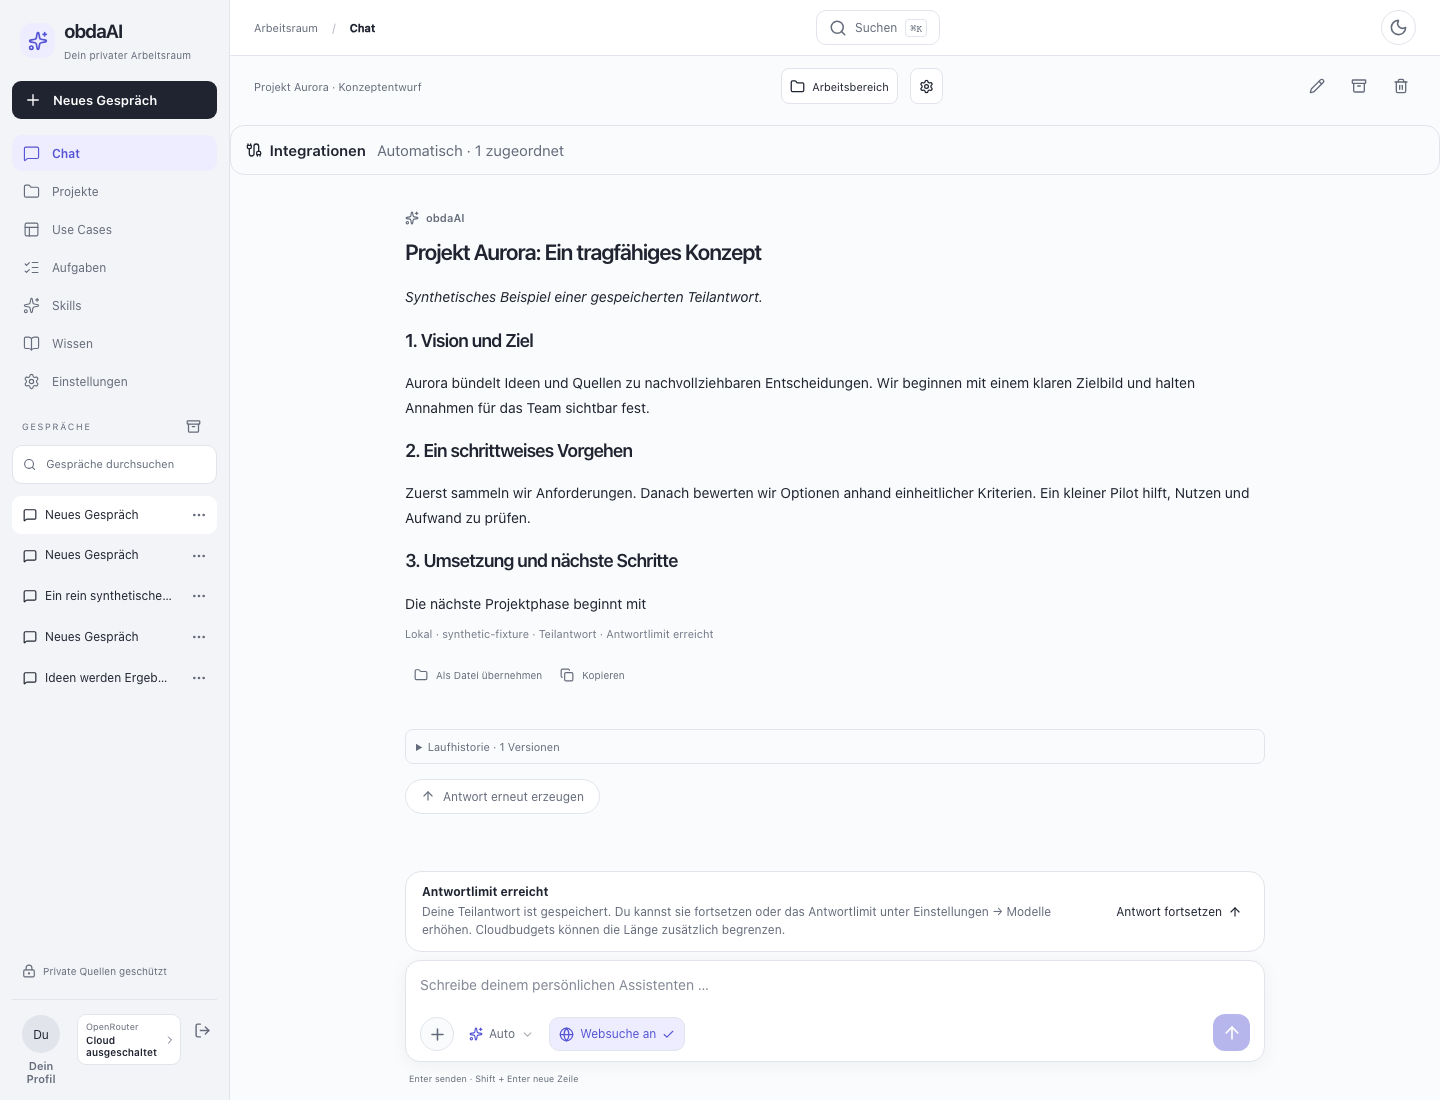 obdaAI
Dein privater Arbeitsraum
Neues Gespräch
Chat
Projekte
Use Cases
Aufgaben
Skills
Wissen
Einstellungen
GESPRÄCHE
Gespräche durchsuchen
Neues Gespräch
Neues Gespräch
Ein rein synthetische...
Neues Gespräch
Ideen werden Ergeb...
Private Quellen geschützt
Du
Dein
Profil
OpenRouter
Cloud
ausgeschaltet
Arbeitsraum / Chat
Suchen ⌘K
Projekt Aurora · Konzeptentwurf
Arbeitsbereich
Integrationen Automatisch · 1 zugeordnet
obdaAI
Projekt Aurora: Ein tragfähiges Konzept
Synthetisches Beispiel einer gespeicherten Teilantwort.
1. Vision und Ziel
Aurora bündelt Ideen und Quellen zu nachvollziehbaren Entscheidungen. Wir beginnen mit einem klaren Zielbild und halten
Annahmen für das Team sichtbar fest.
2. Ein schrittweises Vorgehen
Zuerst sammeln wir Anforderungen. Danach bewerten wir Optionen anhand einheitlicher Kriterien. Ein kleiner Pilot hilft, Nutzen und
Aufwand zu prüfen.
3. Umsetzung und nächste Schritte
Die nächste Projektphase beginnt mit
Lokal · synthetic-fixture · Teilantwort · Antwortlimit erreicht
Als Datei übernehmen Kopieren
Laufhistorie · 1 Versionen
Antwort erneut erzeugen
Antwortlimit erreicht
Deine Teilantwort ist gespeichert. Du kannst sie fortsetzen oder das Antwortlimit unter Einstellungen → Modelle
erhöhen. Cloudbudgets können die Länge zusätzlich begrenzen.
Antwort fortsetzen
Schreibe deinem persönlichen Assistenten ...
Auto Websuche an
Enter senden · Shift + Enter neue Zeile